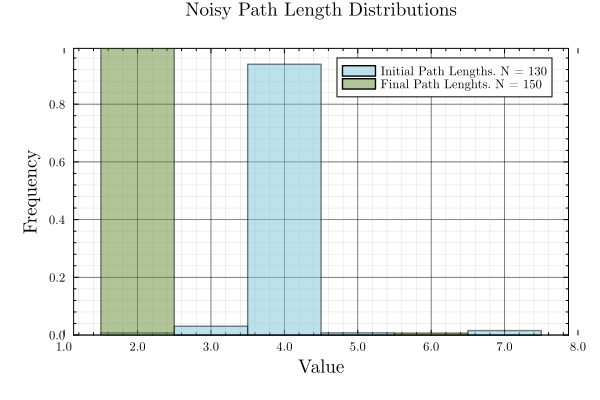 Noisy Path Length Distributions
Initial Path Lengths. N = 130
Final Path Lenghts. N = 150
Frequency
0.8
0.6
0.4
0.2
0.0
1.0 2.0 3.0 4.0 5.0 6.0 7.0 8.0
Value